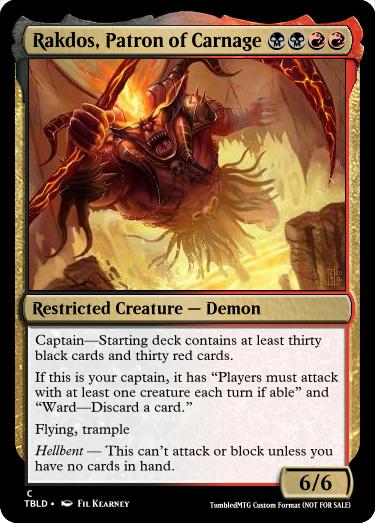 Rakdos, Patron of Carnage
Restricted Creature — Demon
Captain—Starting deck contains at least thirty
black cards and thirty red cards.
If this is your captain, it has “Players must attack
with at least one creature each turn if able” and
“Ward—Discard a card.”
Flying, trample
Hellbent — This can’t attack or block unless you
have no cards in hand.
6/6
C
TBLD • Fil Kearney
TumbledMTG Custom Format (NOT FOR SALE)